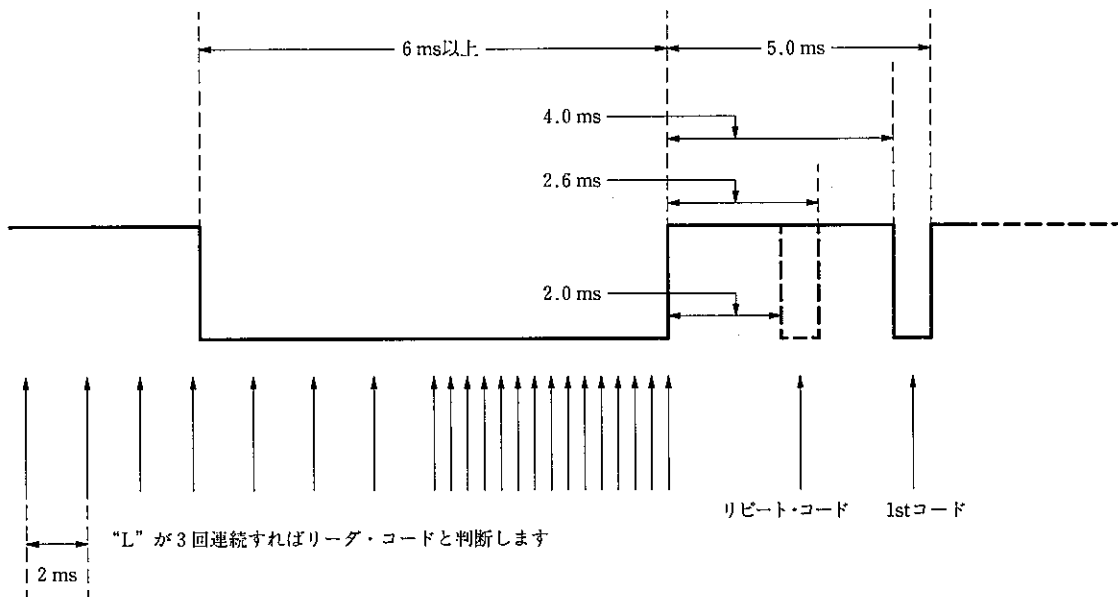 6 ms以上
5.0 ms
4.0 ms
2.6 ms
2.0 ms
リピート・コード
1stコード
“L”が3回連続すればリーダ・コードと判断します
2 ms